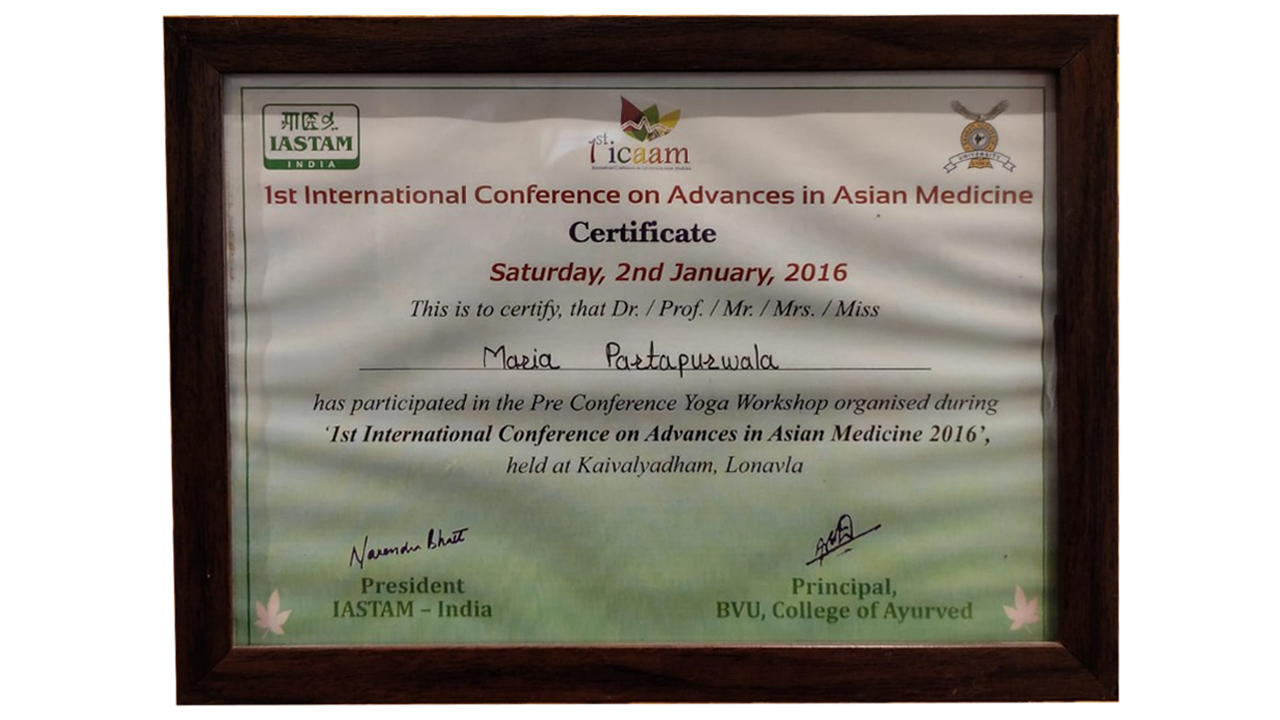 IASTAM
INDIA
1st icaam
UNIVERSITY
1st International Conference on Advances in Asian Medicine
Certificate
Saturday, 2nd January, 2016
This is to certify, that Dr. / Prof. / Mr. / Mrs. / Miss
Maria Partapurwala
has participated in the Pre Conference Yoga Workshop organised during
‘1st International Conference on Advances in Asian Medicine 2016’,
held at Kaivalyadham, Lonavla
Narendra Bhatt
President
IASTAM – India
Principal,
BVU, College of Ayurved